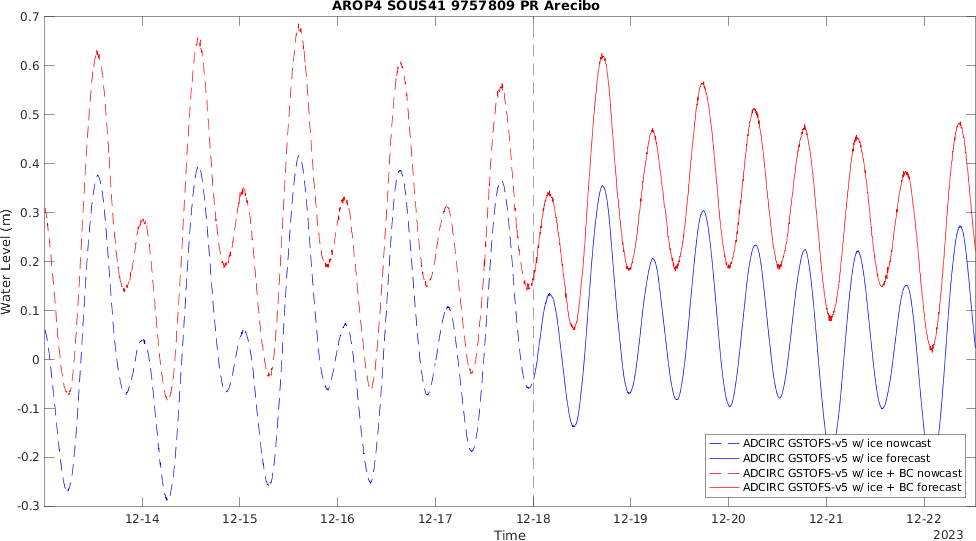 AROP4 SOUS41 9757809 PR Arecibo
0.7
0.6
0.5
0.4
0.3
0.2
0.1
0
-0.1
-0.2
-0.3
Water Level (m)
ADCIRC GSTOFS-v5 w/ ice nowcast
ADCIRC GSTOFS-v5 w/ ice forecast
ADCIRC GSTOFS-v5 w/ ice + BC nowcast
ADCIRC GSTOFS-v5 w/ ice + BC forecast
12-14 12-15 12-16 12-17 12-18 12-19 12-20 12-21 12-22
Time
2023